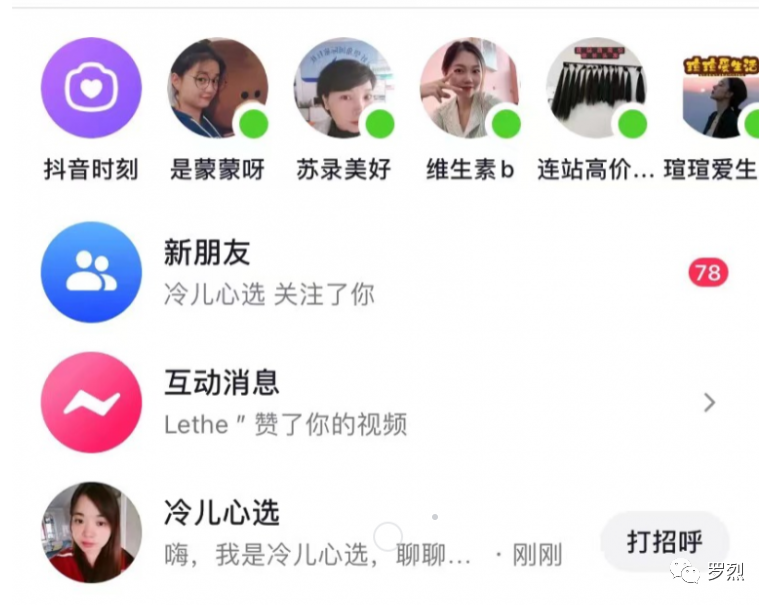 抖音时刻 是蒙蒙呀 苏录美好 维生素b 连站高价... 瑄瑄爱生
新朋友
78
冷儿心选 关注了你
互动消息
Lethe " 赞了你的视频
冷儿心选
嗨，我是冷儿心选，聊聊... · 刚刚
打招呼
罗烈